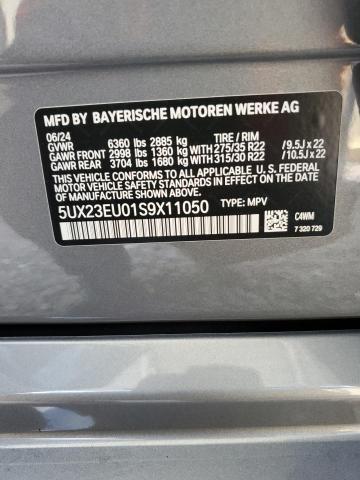 MFD BY BAYERISCHE MOTOREN WERKE AG
06/24
GVWR 6360 lbs 2885 kg TIRE / RIM
GAWR FRONT 2998 lbs 1360 kg 275/35 R22 / 9.5J x 22
GAWR REAR 3704 lbs 1680 kg 315/30 R22 / 10.5J x 22
THIS VEHICLE CONFORMS TO ALL APPLICABLE U.S. FEDERAL
MOTOR VEHICLE SAFETY STANDARDS IN EFFECT ON THE
DATE OF MANUFACTURE SHOWN ABOVE.
5UX23EU01S9X11050 TYPE: MPV
C4WM
7 320 729